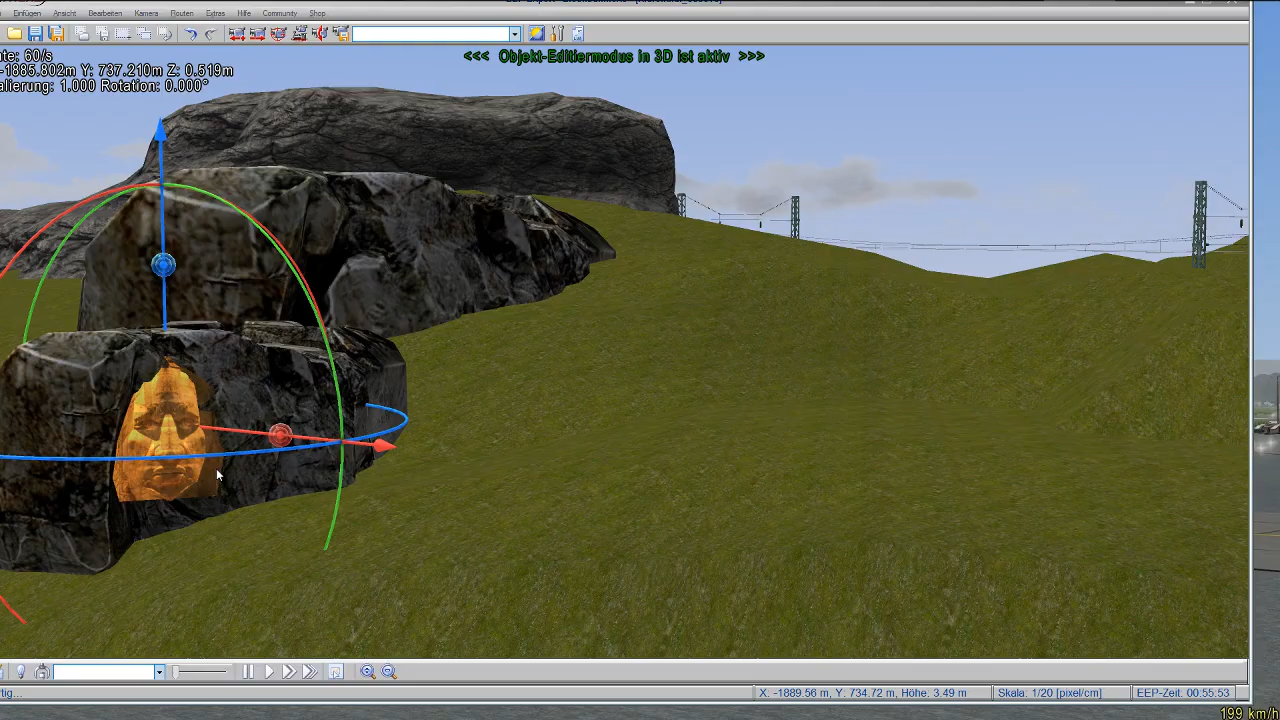 Einfügen Ansicht Bearbeiten Kamera Routen Extras Hilfe Community Shop
ate: 60/s
-1885.802m Y: 737.210m Z: 0.519m
alierung: 1.000 Rotation: 0.000°
<<< Objekt-Editiermodus in 3D ist aktiv >>>
rtig...
X. -1889.56 m, Y: 734.72 m, Höhe: 3.49 m
Skala: 1/20 [pixel/cm]
EEP-Zeit: 00:55:53
199 km/h